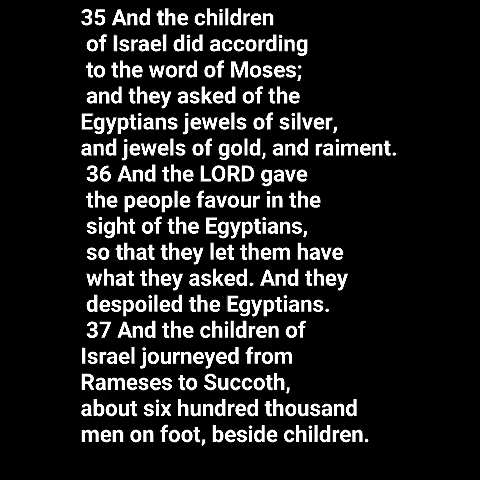 35 And the children
of Israel did according
to the word of Moses;
and they asked of the
Egyptians jewels of silver,
and jewels of gold, and raiment.
36 And the LORD gave
the people favour in the
sight of the Egyptians,
so that they let them have
what they asked. And they
despoiled the Egyptians.
37 And the children of
Israel journeyed from
Rameses to Succoth,
about six hundred thousand
men on foot, beside children.